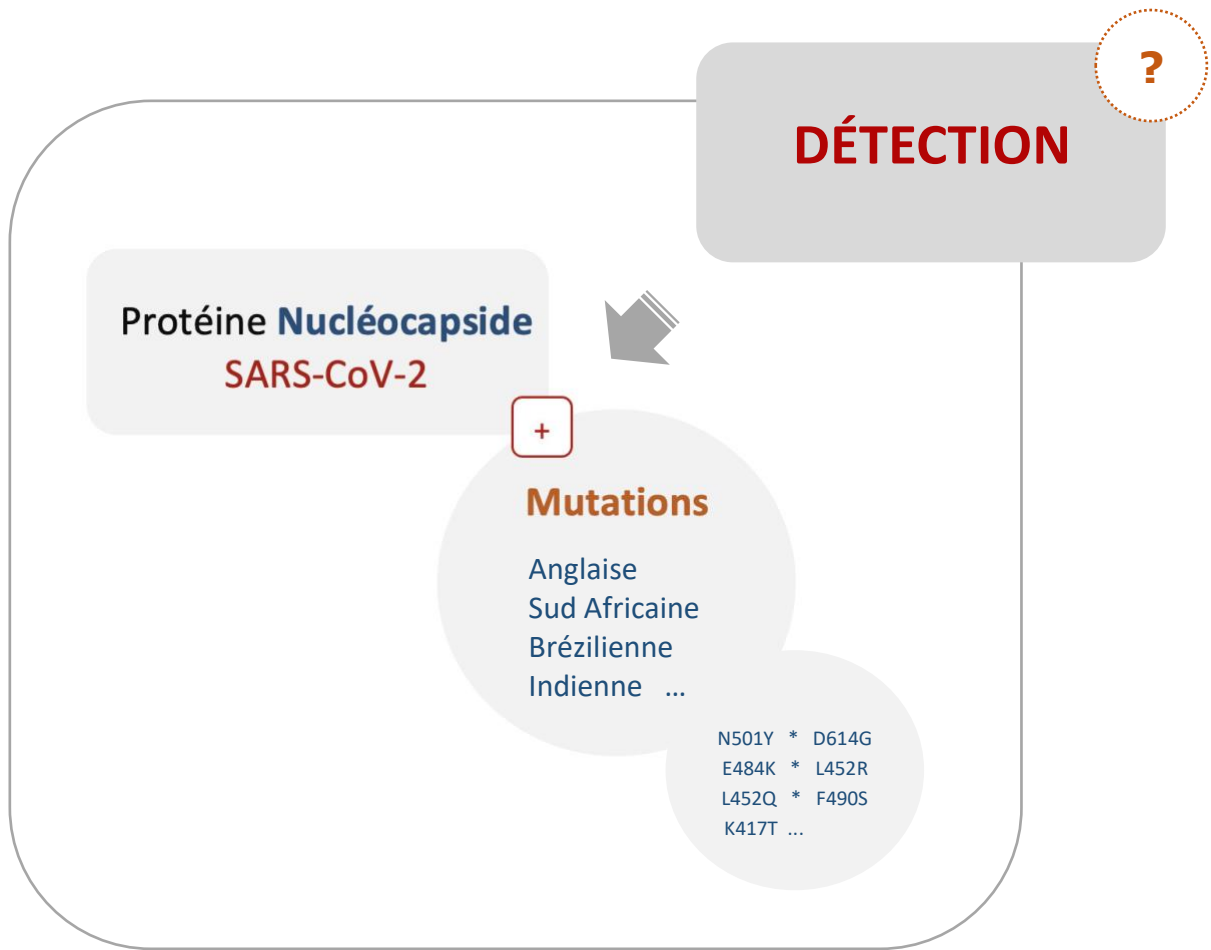 ?
DÉTECTION
Protéine Nucléocapside
SARS-CoV-2
+
Mutations
Anglaise
Sud Africaine
Brézilienne
Indienne ...
N501Y * D614G
E484K * L452R
L452Q * F490S
K417T ...